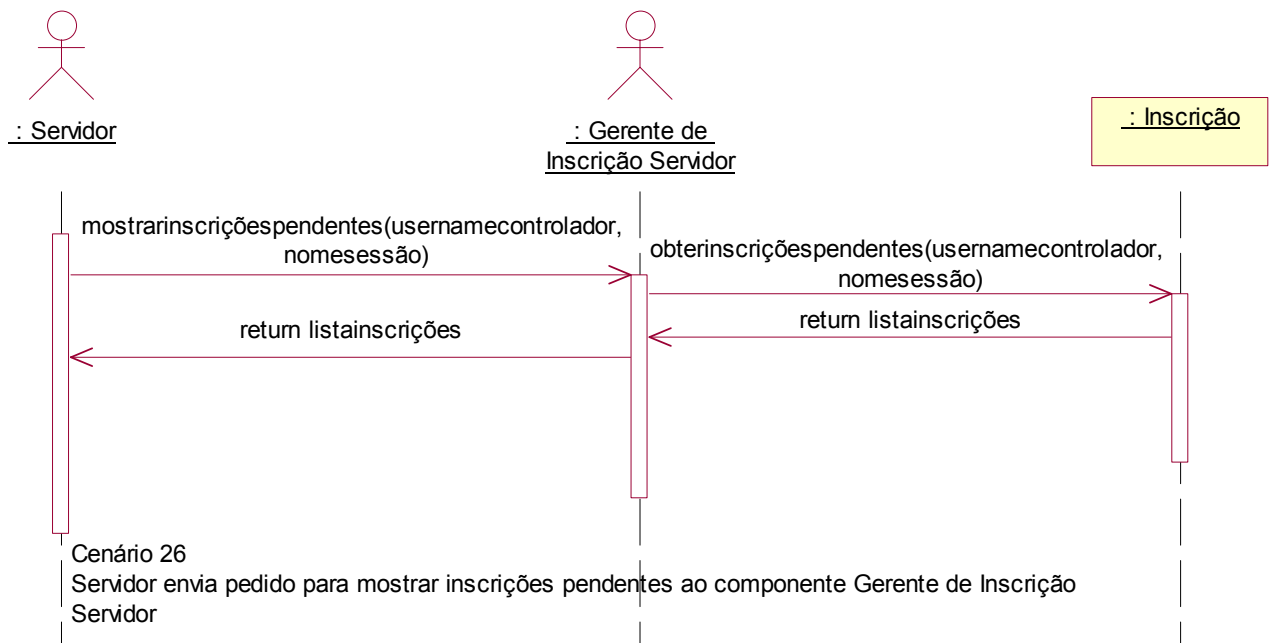 : Servidor
: Gerente de
Inscrição Servidor
: Inscrição
mostrarinscriçõespendentes(usernamecontrolador,
nomesessão)
obterinscriçõespendentes(usernamecontrolador,
nomesessão)
return listainscrições
return listainscrições
Cenário 26
Servidor envia pedido para mostrar inscrições pendentes ao componente Gerente de Inscrição
Servidor